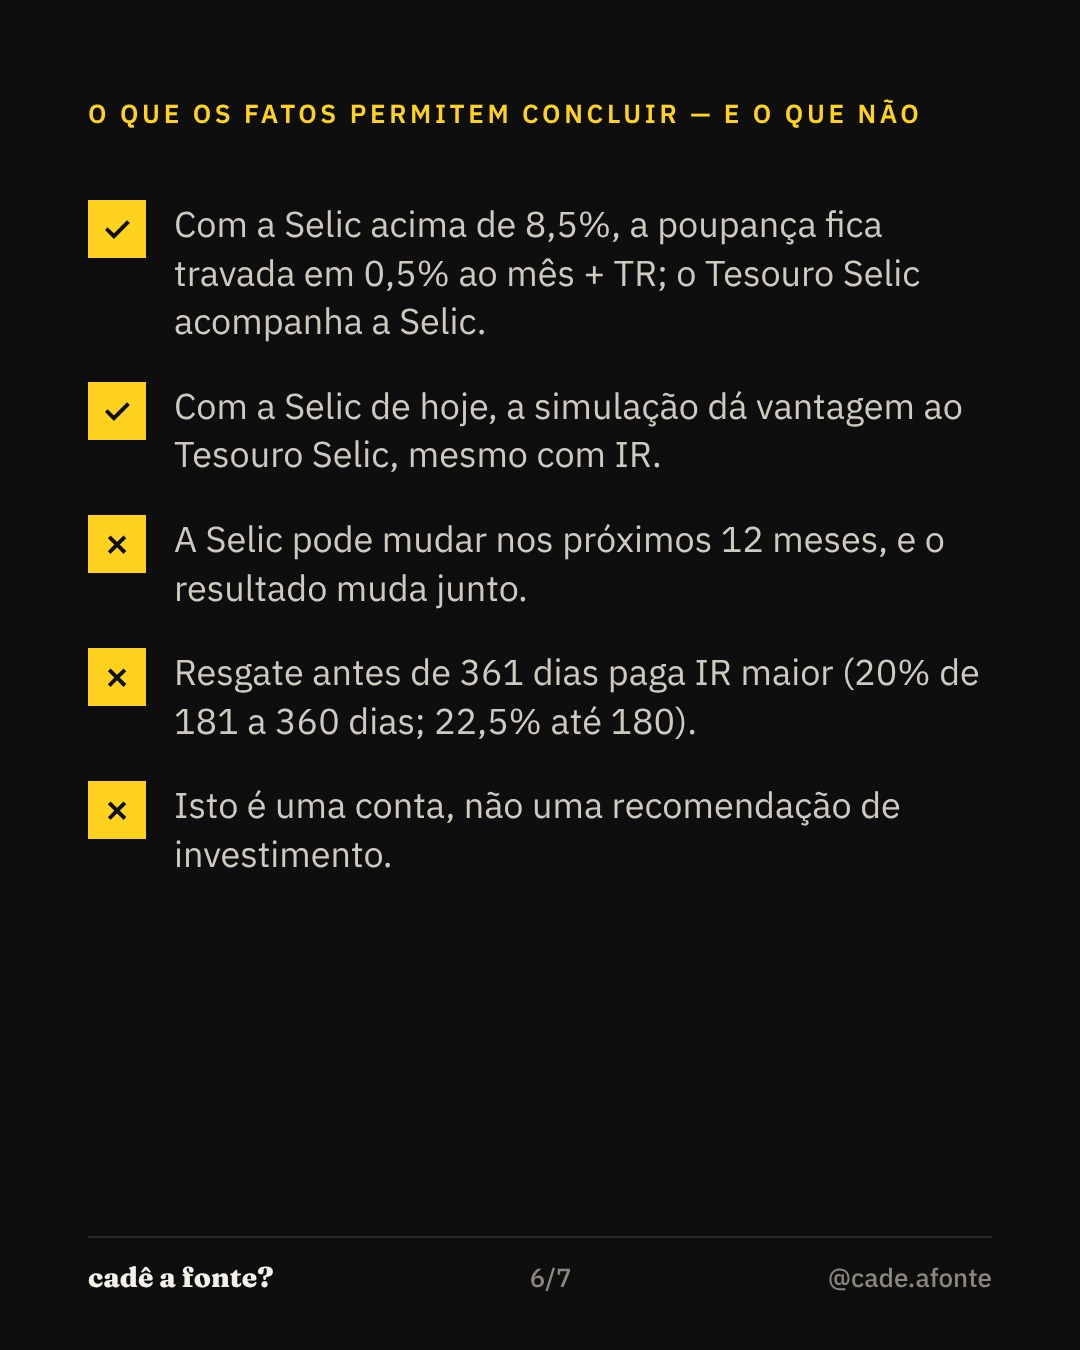 O QUE OS FATOS PERMITEM CONCLUIR — E O QUE NÃO
Com a Selic acima de 8,5%, a poupança fica
travada em 0,5% ao mês + TR; o Tesouro Selic
acompanha a Selic.
Com a Selic de hoje, a simulação dá vantagem ao
Tesouro Selic, mesmo com IR.
A Selic pode mudar nos próximos 12 meses, e o
resultado muda junto.
Resgate antes de 361 dias paga IR maior (20% de
181 a 360 dias; 22,5% até 180).
Isto é uma conta, não uma recomendação de
investimento.
cadê a fonte?
6/7
@cade.afonte